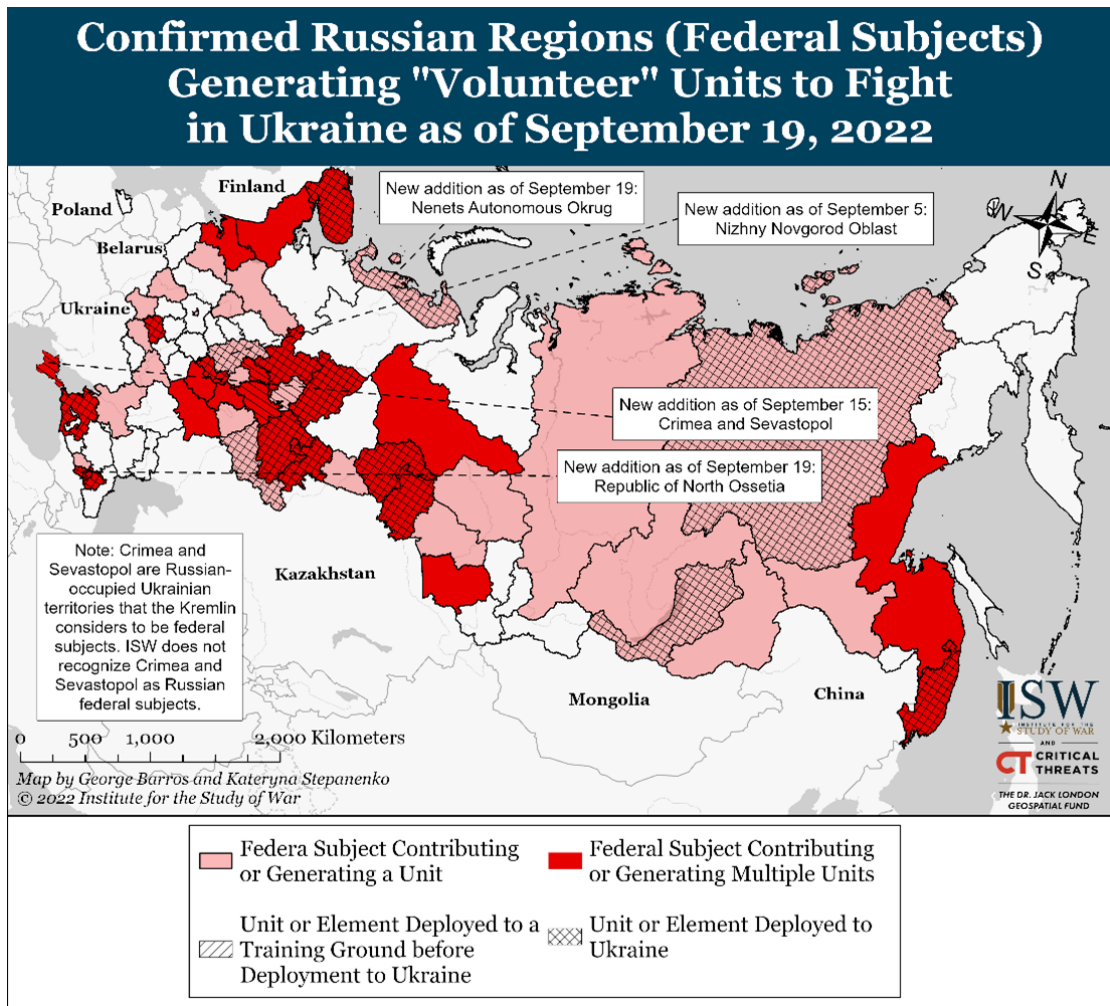 Confirmed Russian Regions (Federal Subjects)
Generating "Volunteer" Units to Fight
in Ukraine as of September 19, 2022
Finland
Poland
Belarus
Ukraine
New addition as of September 19:
Nenets Autonomous Okrug
New addition as of September 5:
Nizhny Novgorod Oblast
N
W
E
S
New addition as of September 15:
Crimea and Sevastopol
New addition as of September 19:
Republic of North Ossetia
Note: Crimea and
Sevastopol are Russian-
occupied Ukrainian
territories that the Kremlin
considers to be federal
subjects. ISW does not
recognize Crimea and
Sevastopol as Russian
federal subjects.
Kazakhstan
Mongolia
China
0 500 1,000 2,000 Kilometers
Map by George Barros and Kateryna Stepanenko
© 2022 Institute for the Study of War
ISW
INSTITUTE FOR THE
STUDY OF WAR
AND
CT CRITICAL
THREATS
THE DR. JACK LONDON
GEOSPATIAL FUND
Federa Subject Contributing
or Generating a Unit
Federal Subject Contributing
or Generating Multiple Units
Unit or Element Deployed to a
Training Ground before
Deployment to Ukraine
Unit or Element Deployed to
Ukraine